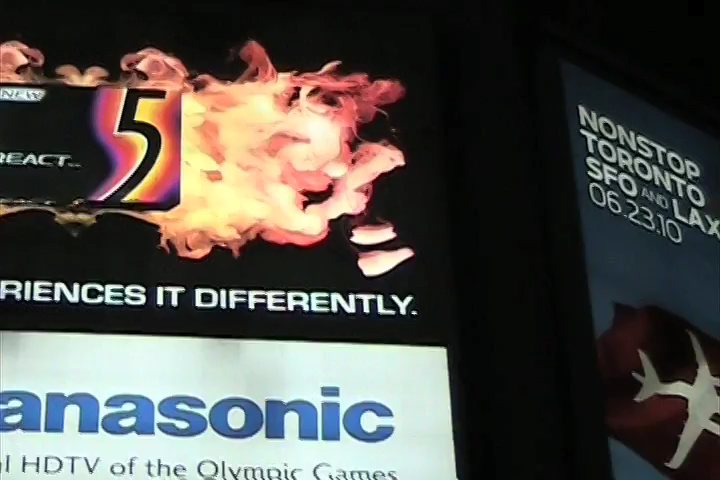 NEW
5
REACT...
RIENCES IT DIFFERENTLY.
anasonic
l HDTV of the Olympic Games
NONSTOP
TORONTO
SFO AND LAX
06.23.10